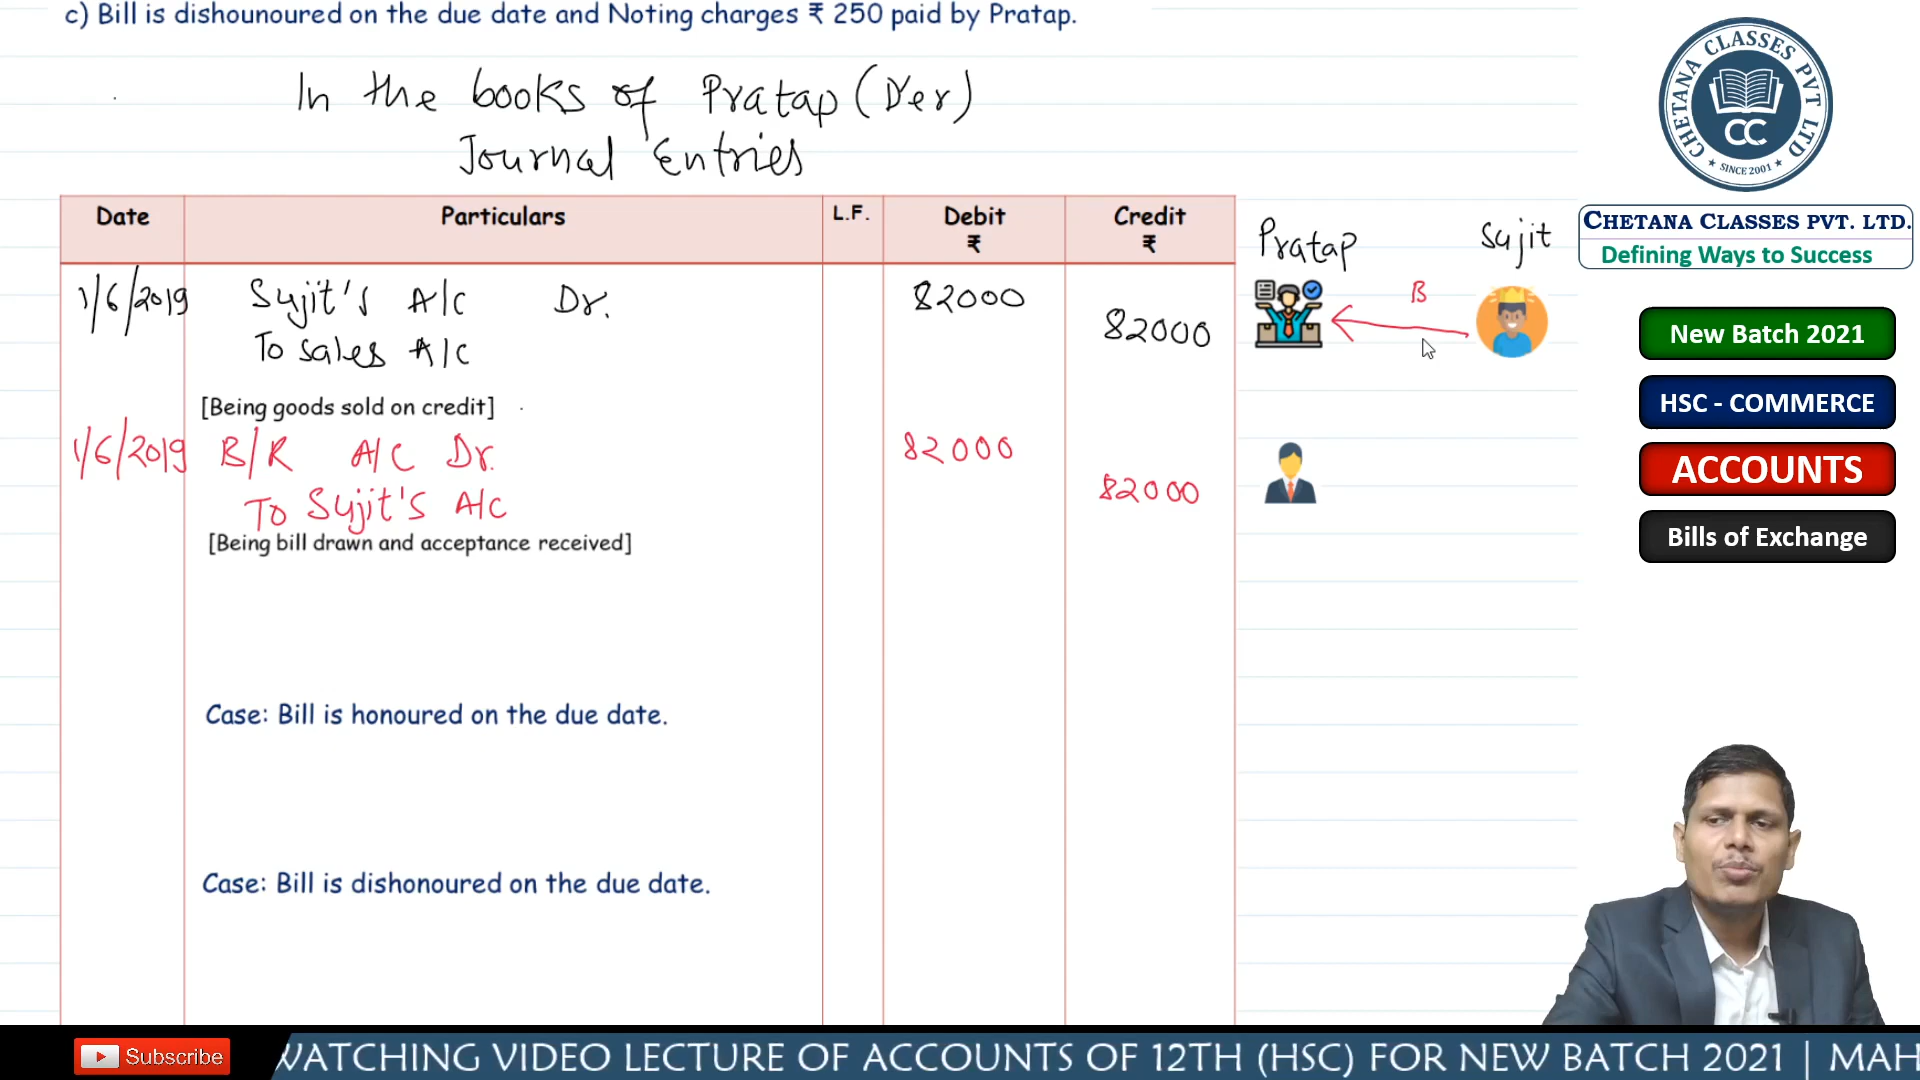 c) Bill is dishounoured on the due date and Noting charges ₹ 250 paid by Pratap.
In the books of Pratap (D'er)
Journal Entries
Date Particulars L.F. Debit ₹ Credit ₹
1/6/2019 Sujit's A/c Dr. 82000
To Sales A/c 82000
[Being goods sold on credit]
1/6/2019 B/R A/C Dr. 82000
To Sujit's A/c 82000
[Being bill drawn and acceptance received]
Case: Bill is honoured on the due date.
Case: Bill is dishonoured on the due date.
Pratap Sujit
B
CHETANA CLASSES PVT LTD
CC
SINCE 2001
CHETANA CLASSES PVT. LTD.
Defining Ways to Success
New Batch 2021
HSC - COMMERCE
ACCOUNTS
Bills of Exchange
Subscribe
WATCHING VIDEO LECTURE OF ACCOUNTS OF 12TH (HSC) FOR NEW BATCH 2021 | MAH